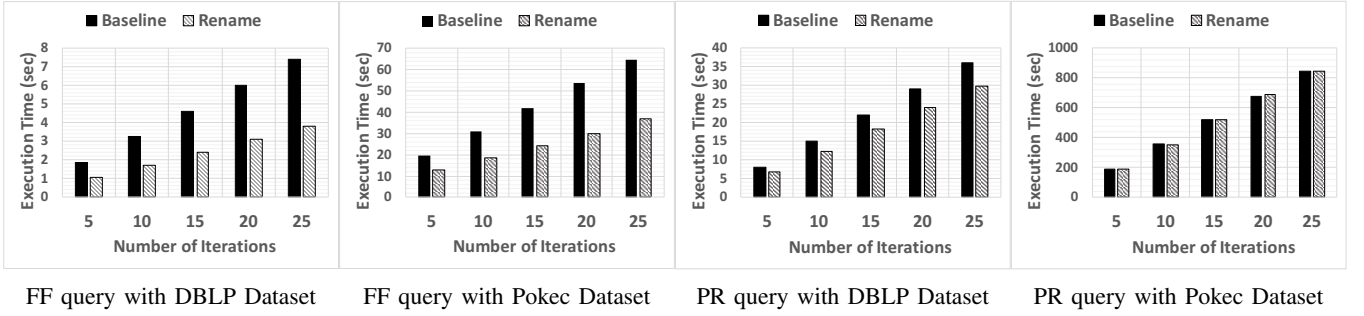 Baseline Rename
Execution Time (sec)
8
7
6
5
4
3
2
1
0
5 10 15 20 25
Number of Iterations
FF query with DBLP Dataset
Baseline Rename
Execution Time (sec)
70
60
50
40
30
20
10
0
5 10 15 20 25
Number of Iterations
FF query with Pokec Dataset
Baseline Rename
Execution Time (sec)
40
35
30
25
20
15
10
5
0
5 10 15 20 25
Number of Iterations
PR query with DBLP Dataset
Baseline Rename
Execution Time (sec)
1000
800
600
400
200
0
5 10 15 20 25
Number of Iterations
PR query with Pokec Dataset